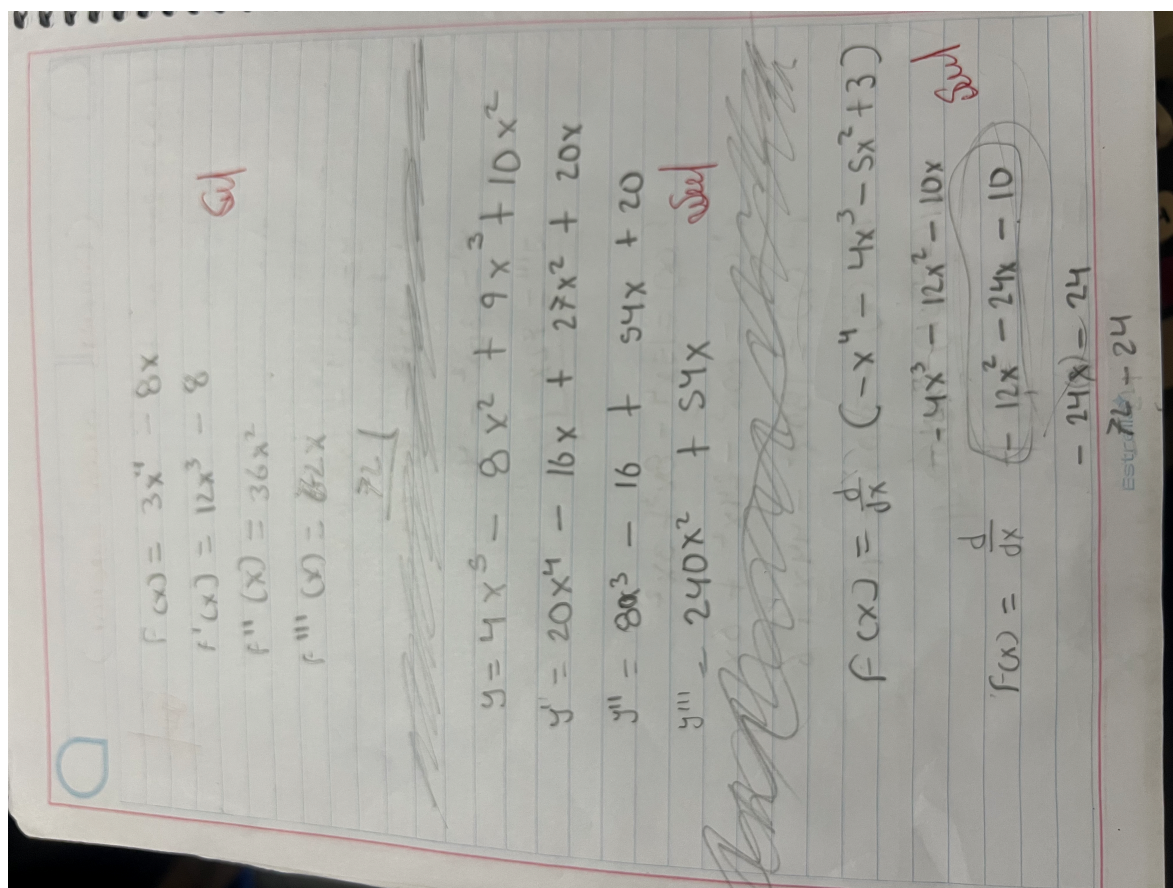 F(x) = 3x⁴ - 8x
f'(x) = 12x³ - 8
f''(x) = 36x²
f'''(x) = 72x
72
y = 4x⁵ - 8x² + 9x³ + 10x²
y' = 20x⁴ - 16x + 27x² + 20x
y'' = 80x³ - 16 + 54x + 20
y''' = 240x² + 54x
F(x) = d/dx (-x⁴ - 4x³ - 5x² + 3)
-4x³ - 12x² - 10x
f(x) = d/dx - 12x² - 24x - 10
- 24(x) = 24
72 - 24